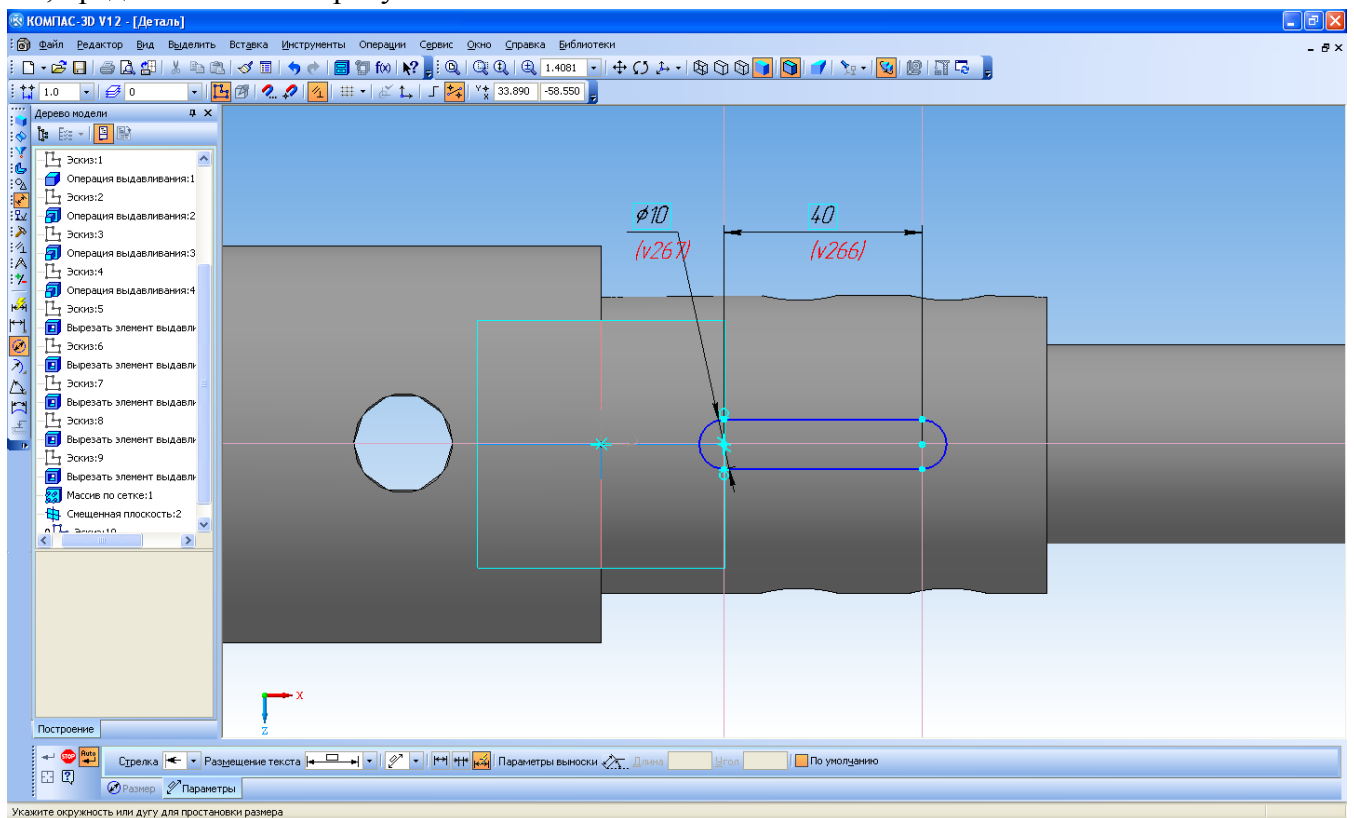 КОМПАС-3D V12 - [Деталь]
Файл Редактор Вид Выделить Вставка Инструменты Операции Сервис Окно Справка Библиотеки
1.4081
1.0 0 33.890 -58.550
Дерево модели
Эскиз:1
Операция выдавливания:1
Эскиз:2
Операция выдавливания:2
Эскиз:3
Операция выдавливания:3
Эскиз:4
Операция выдавливания:4
Эскиз:5
Вырезать элемент выдавли
Эскиз:6
Вырезать элемент выдавли
Эскиз:7
Вырезать элемент выдавли
Эскиз:8
Вырезать элемент выдавли
Эскиз:9
Вырезать элемент выдавли
Массив по сетке:1
Смещенная плоскость:2
Эскиз:10
ϕ10
(v267)
40
(v266)
X
Z
Построение
Стрелка Размещение текста Параметры выноски Длина Угол По умолчанию
Размер Параметры
Укажите окружность или дугу для простановки размера